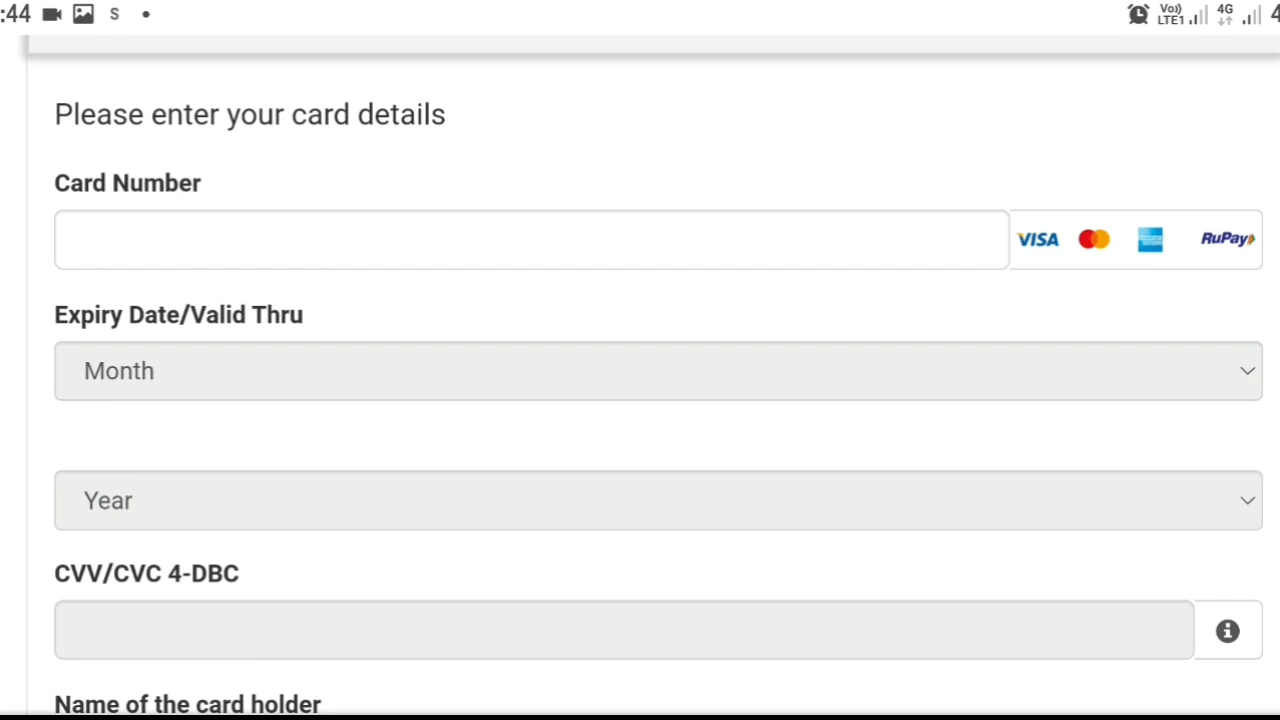 :44 S
Vo)) LTE1 4G 4
Please enter your card details
Card Number
VISA RuPay
Expiry Date/Valid Thru
Month
Year
CVV/CVC 4-DBC
Name of the card holder